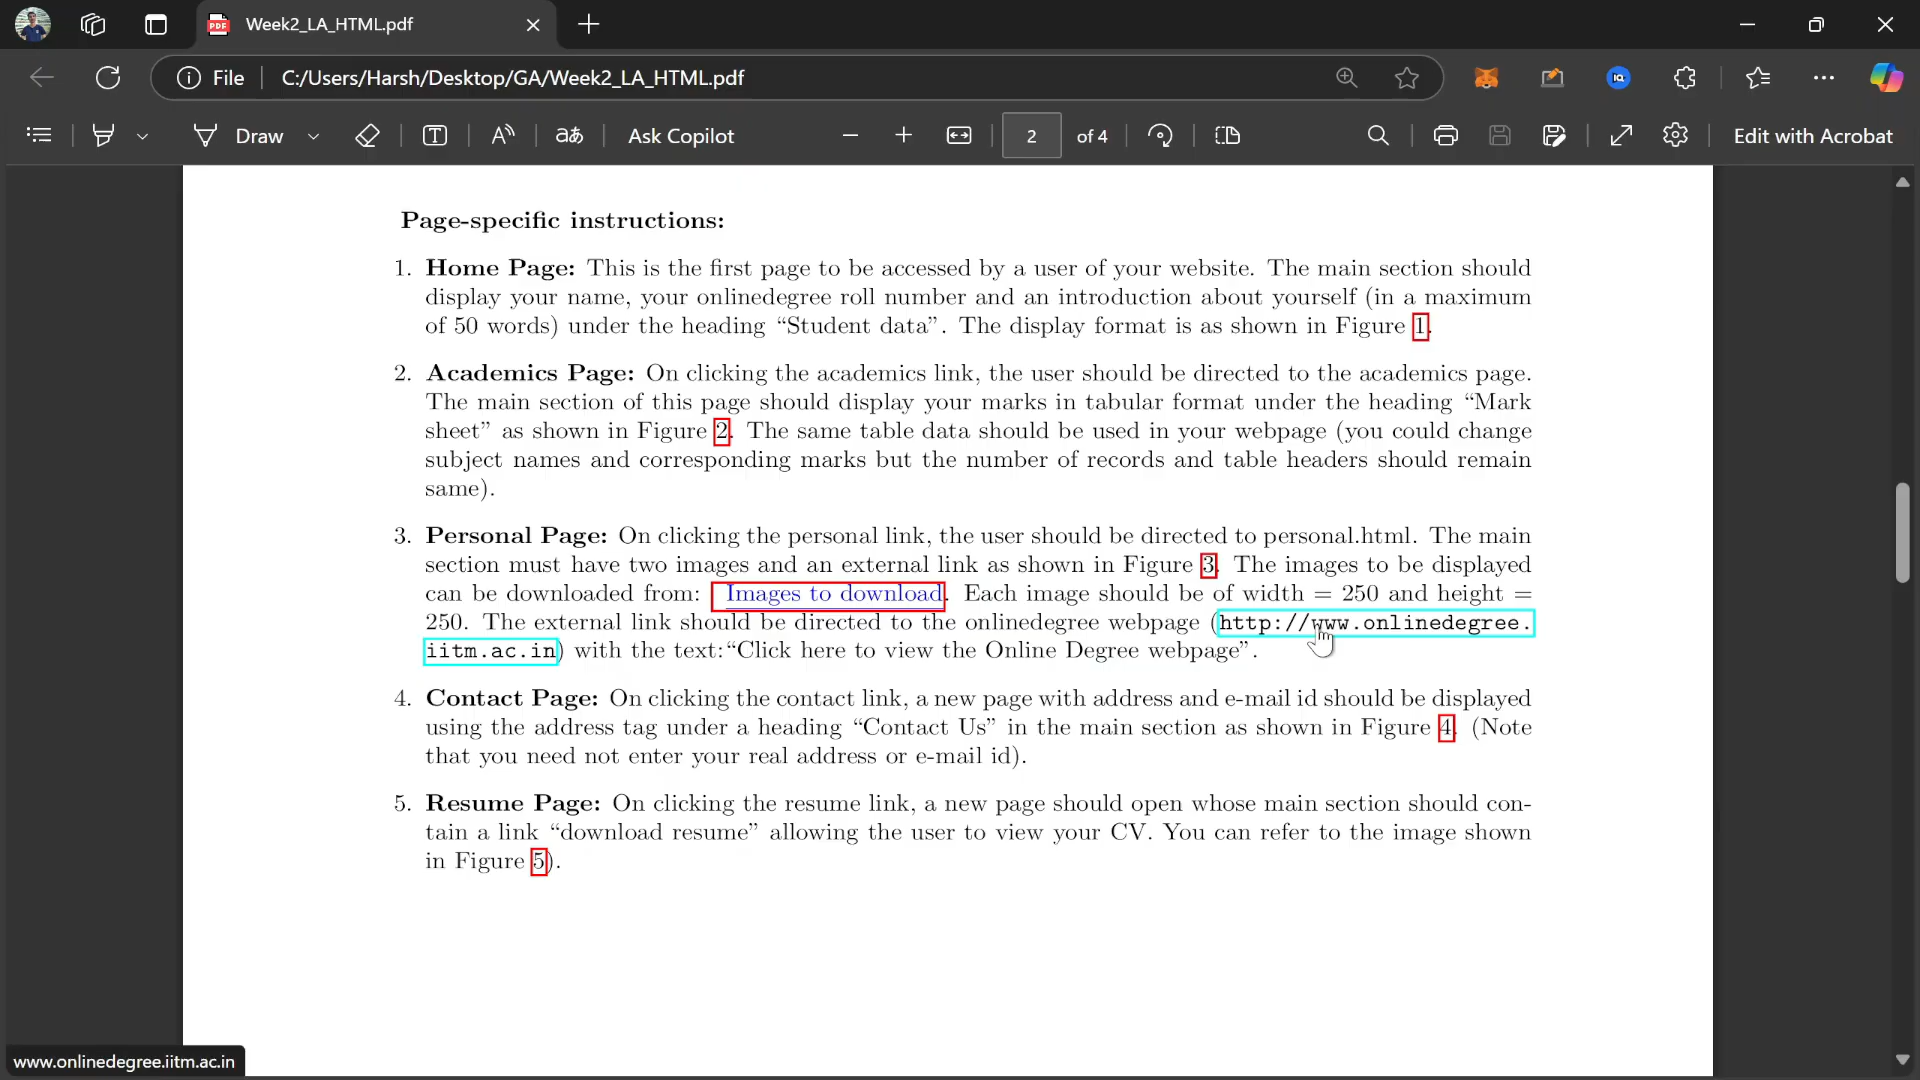 Week2_LA_HTML.pdf
File C:/Users/Harsh/Desktop/GA/Week2_LA_HTML.pdf
Draw Ask Copilot 2 of 4 Edit with Acrobat
Page-specific instructions:
1. Home Page: This is the first page to be accessed by a user of your website. The main section should
display your name, your onlinedegree roll number and an introduction about yourself (in a maximum
of 50 words) under the heading “Student data”. The display format is as shown in Figure 1.
2. Academics Page: On clicking the academics link, the user should be directed to the academics page.
The main section of this page should display your marks in tabular format under the heading “Mark
sheet” as shown in Figure 2. The same table data should be used in your webpage (you could change
subject names and corresponding marks but the number of records and table headers should remain
same).
3. Personal Page: On clicking the personal link, the user should be directed to personal.html. The main
section must have two images and an external link as shown in Figure 3. The images to be displayed
can be downloaded from: Images to download. Each image should be of width = 250 and height =
250. The external link should be directed to the onlinedegree webpage (http://www.onlinedegree.
iitm.ac.in) with the text:“Click here to view the Online Degree webpage”.
4. Contact Page: On clicking the contact link, a new page with address and e-mail id should be displayed
using the address tag under a heading “Contact Us” in the main section as shown in Figure 4. (Note
that you need not enter your real address or e-mail id).
5. Resume Page: On clicking the resume link, a new page should open whose main section should con-
tain a link “download resume” allowing the user to view your CV. You can refer to the image shown
in Figure 5).
www.onlinedegree.iitm.ac.in